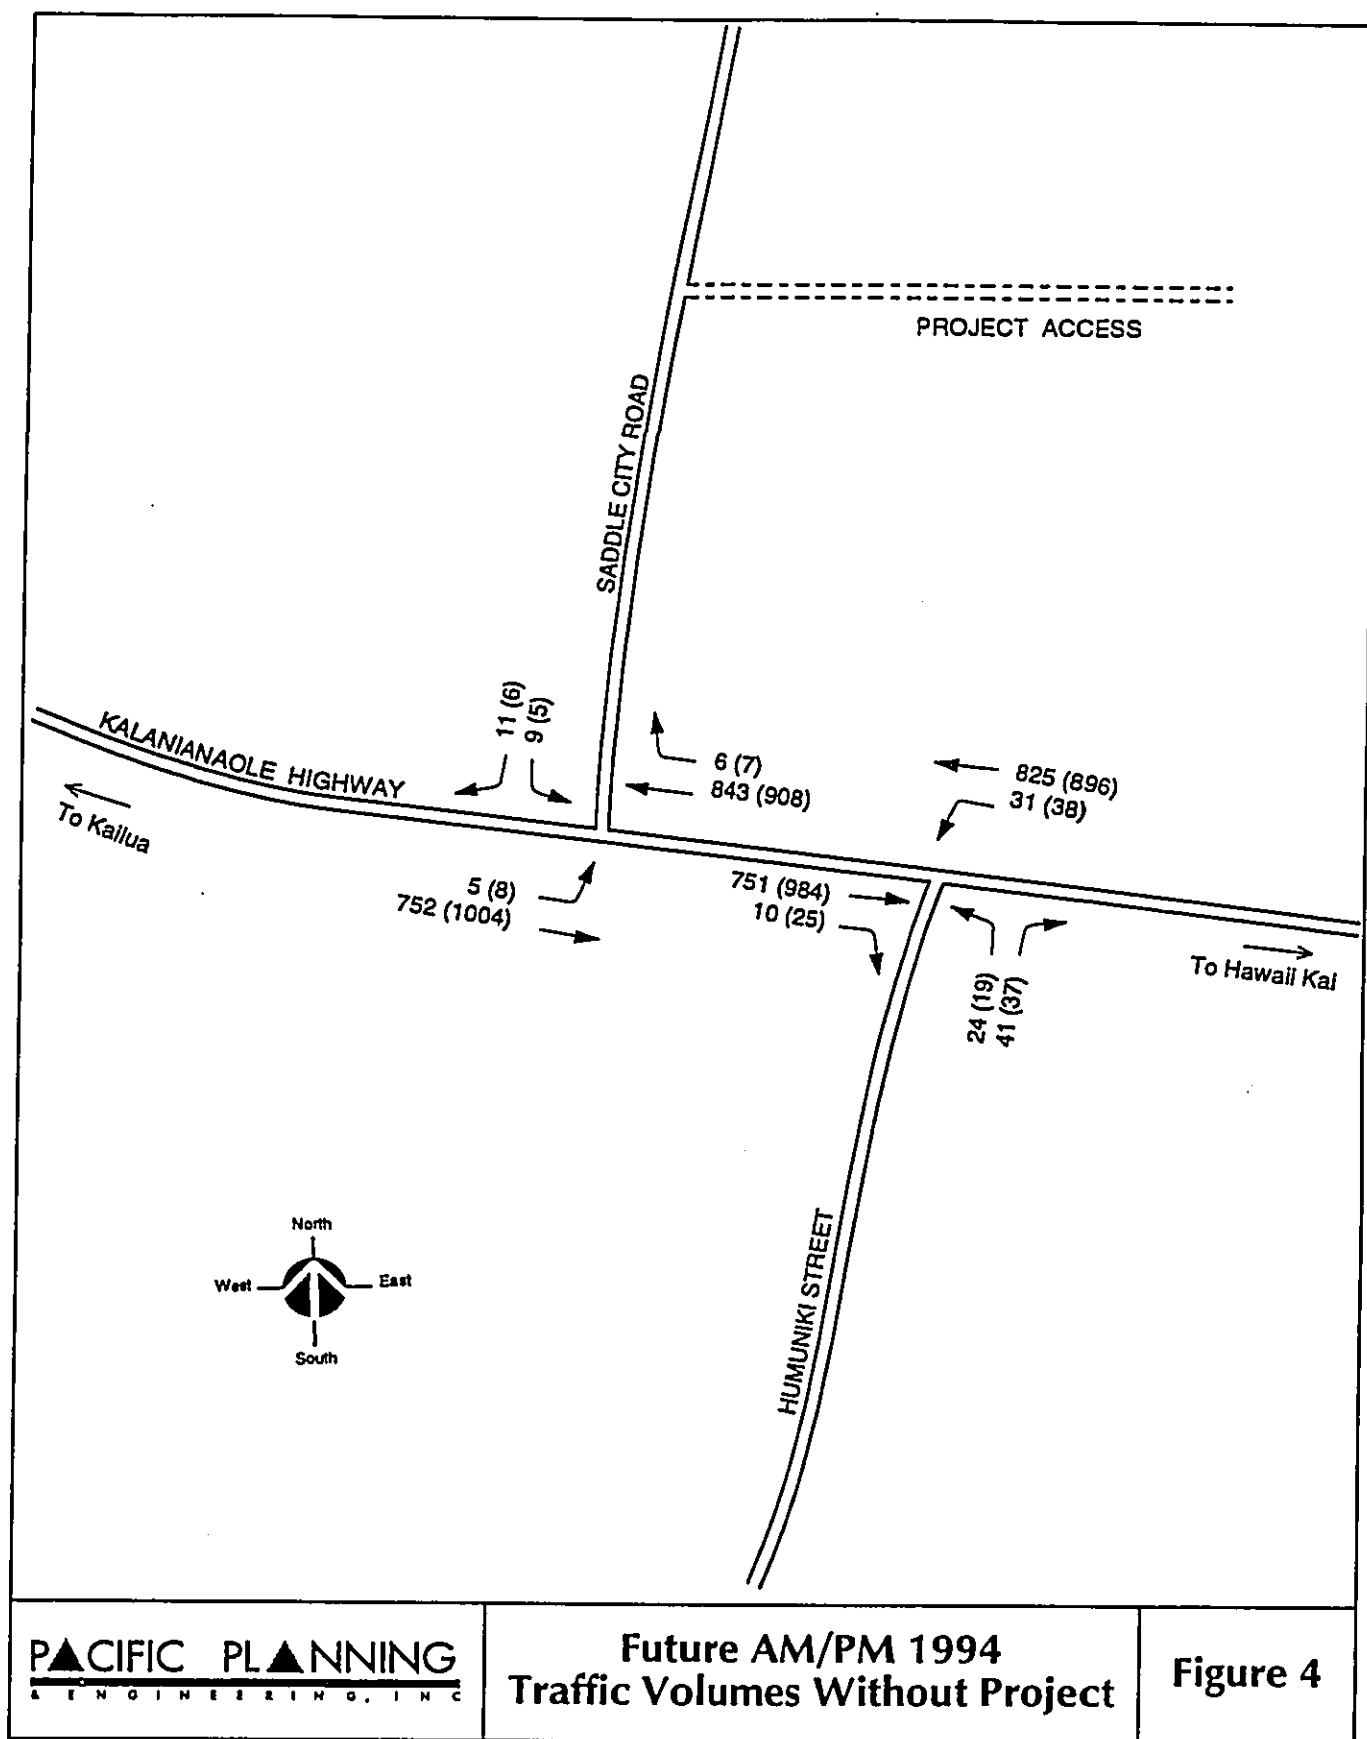 PROJECT ACCESS
SADDLE CITY ROAD
11 (6)
9 (5)
KALANIANAOLE HIGHWAY
To Kailua
6 (7)
843 (908)
825 (896)
31 (38)
5 (8)
752 (1004)
751 (984)
10 (25)
24 (19)
41 (37)
To Hawaii Kai
HUMUNIKI STREET
North
West
East
South
PACIFIC PLANNING
& ENGINEERING, INC
Future AM/PM 1994
Traffic Volumes Without Project
Figure 4